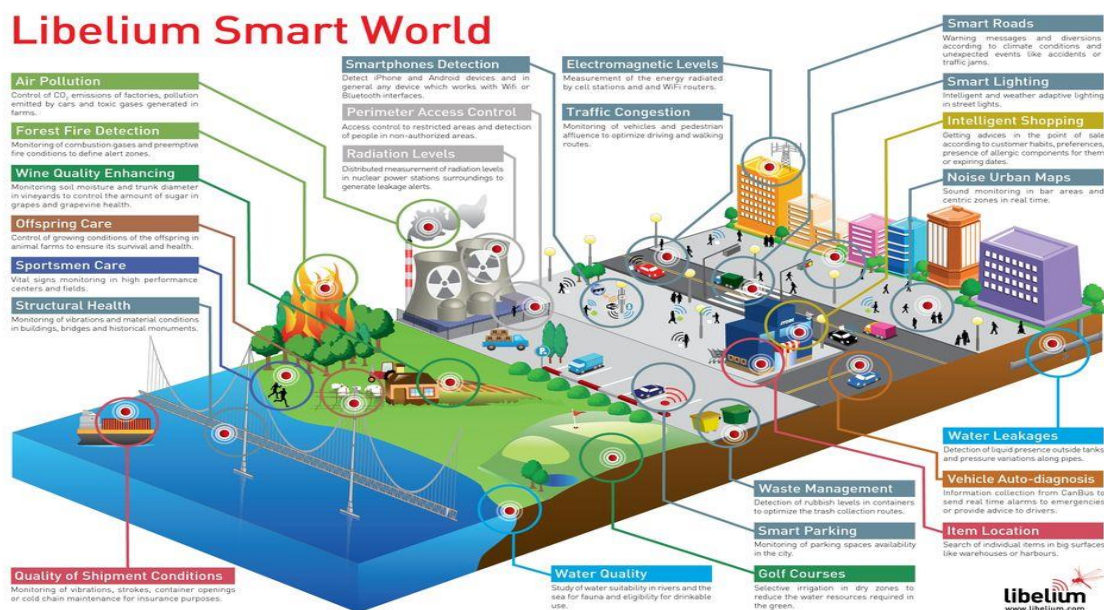 Libelium Smart World
Air Pollution
Control of CO₂ emissions of factories, pollution
emitted by cars and toxic gases generated in
farms.
Forest Fire Detection
Monitoring of combustion gases and preemptive
fire conditions to define alert zones.
Wine Quality Enhancing
Monitoring soil moisture and trunk diameter
in vineyards to control the amount of sugar in
grapes and grapevine health.
Offspring Care
Control of growing conditions of the offspring in
animal farms to ensure its survival and health.
Sportsmen Care
Vital signs monitoring in high performance
centers and fields.
Structural Health
Monitoring of vibrations and material conditions
in buildings, bridges and historical monuments.
Quality of Shipment Conditions
Monitoring of vibrations, strokes, container openings
or cold chain maintenance for insurance purposes.
Smartphones Detection
Detect iPhone and Android devices and in
general any device which works with Wifi or
Bluetooth interfaces.
Perimeter Access Control
Access control to restricted areas and detection
of people in non-authorized areas.
Radiation Levels
Distributed measurement of radiation levels
in nuclear power stations surroundings to
generate leakage alerts.
Electromagnetic Levels
Measurement of the energy radiated
by cell stations and and WiFi routers.
Traffic Congestion
Monitoring of vehicles and pedestrian
affluence to optimize driving and walking
routes.
Smart Roads
Warning messages and diversions
according to climate conditions and
unexpected events like accidents or
traffic jams.
Smart Lighting
Intelligent and weather adaptive lighting
in street lights.
Intelligent Shopping
Getting advices in the point of sale
according to customer habits, preferences,
presence of allergic components for them
or expiring dates.
Noise Urban Maps
Sound monitoring in bar areas and
centric zones in real time.
P
Water Leakages
Detection of liquid presence outside tanks
and pressure variations along pipes.
Vehicle Auto-diagnosis
Information collection from CanBus to
send real time alarms to emergencies
or provide advice to drivers.
Item Location
Search of individual items in big surfaces
like warehouses or harbours.
Waste Management
Detection of rubbish levels in containers
to optimize the trash collection routes.
Smart Parking
Monitoring of parking spaces availability
in the city.
Golf Courses
Selective irrigation in dry zones to
reduce the water resources required in
the green.
Water Quality
Study of water suitability in rivers and the
sea for fauna and eligibility for drinkable
use.
libelium
www.libelium.com